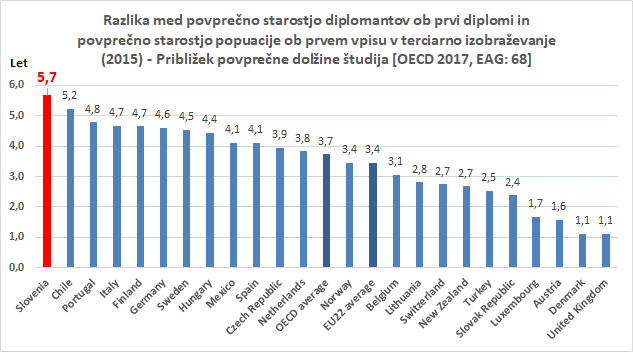 Razlika med povprečno starostjo diplomantov ob prvi diplomi in
povprečno starostjo popuacije ob prvem vpisu v terciarno izobraževanje
(2015) - Približek povprečne dolžine študija [OECD 2017, EAG: 68]
Let
6,0
5,0
4,0
3,0
2,0
1,0
0,0
5,7
5,2
4,8
4,7
4,7
4,6
4,5
4,4
4,1
4,1
3,9
3,8
3,7
3,4
3,4
3,1
2,8
2,7
2,7
2,5
2,4
1,7
1,6
1,1
1,1
Slovenia
Chile
Portugal
Italy
Finland
Germany
Sweden
Hungary
Mexico
Spain
Czech Republic
Netherlands
OECD average
Norway
EU22 average
Belgium
Lithuania
Switzerland
New Zealand
Turkey
Slovak Republic
Luxembourg
Austria
Denmark
United Kingdom